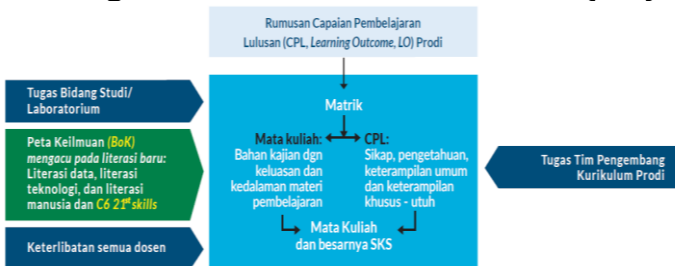 Rumusan Capaian Pembelajaran
Lulusan (CPL, Learning Outcome, LO) Prodi
Tugas Bidang Studi/
Laboratorium
Peta Keilmuan (BoK)
mengacu pada literasi baru:
Literasi data, literasi
teknologi, dan literasi
manusia dan C6 21st skills
Keterlibatan semua dosen
Matrik
Mata kuliah:
Bahan kajian dgn
keluasan dan
kedalaman materi
pembelajaran
CPL:
Sikap, pengetahuan,
keterampilan umum
dan keterampilan
khusus - utuh
Mata Kuliah
dan besarnya SKS
Tugas Tim Pengembang
Kurikulum Prodi